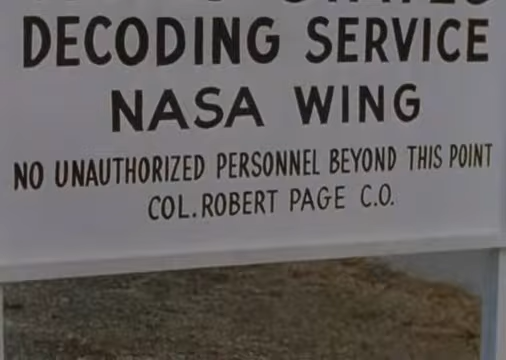 DECODING SERVICE
NASA WING
NO UNAUTHORIZED PERSONNEL BEYOND THIS POINT
COL. ROBERT PAGE C.O.